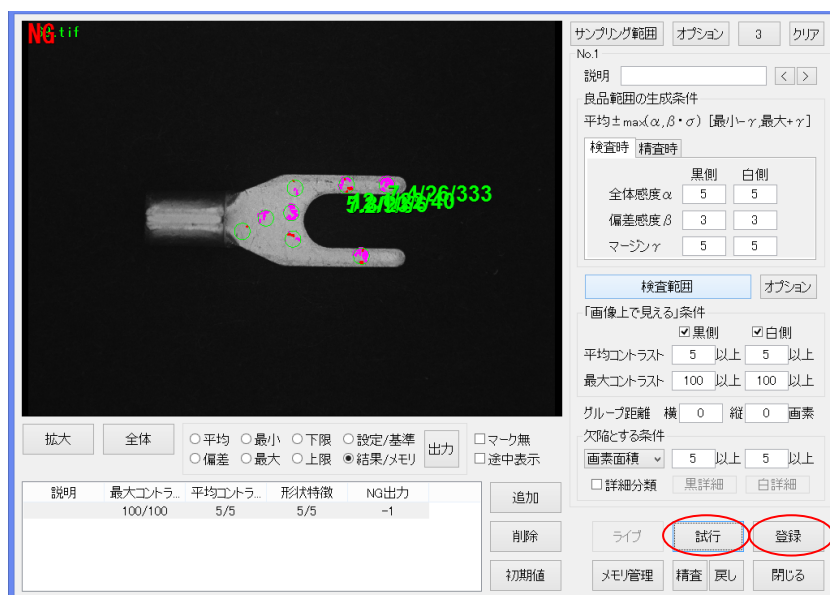 NG
.tif
7.4/26/333
サンプリング範囲 オプション 3 クリア
No.1
説明 < >
良品範囲の生成条件
平均±max(α,β・σ) [最小-γ,最大+γ]
検査時 精査時
黒側 白側
全体感度α 5 5
偏差感度β 3 3
マージンγ 5 5
検査範囲 オプション
「画像上で見える」条件
黒側 白側
平均コントラスト 5 以上 5 以上
最大コントラスト 100 以上 100 以上
グループ距離 横 0 縦 0 画素
欠陥とする条件
画素面積 5 以上 5 以上
詳細分類 黒詳細 白詳細
ライブ 試行 登録
メモリ管理 精査 戻し 閉じる
拡大 全体
平均 最小 下限 設定/基準
偏差 最大 上限 結果/メモリ
出力
マーク無
途中表示
説明 最大コントラ... 平均コントラ... 形状特徴 NG出力
100/100 5/5 5/5 -1
追加
削除
初期値